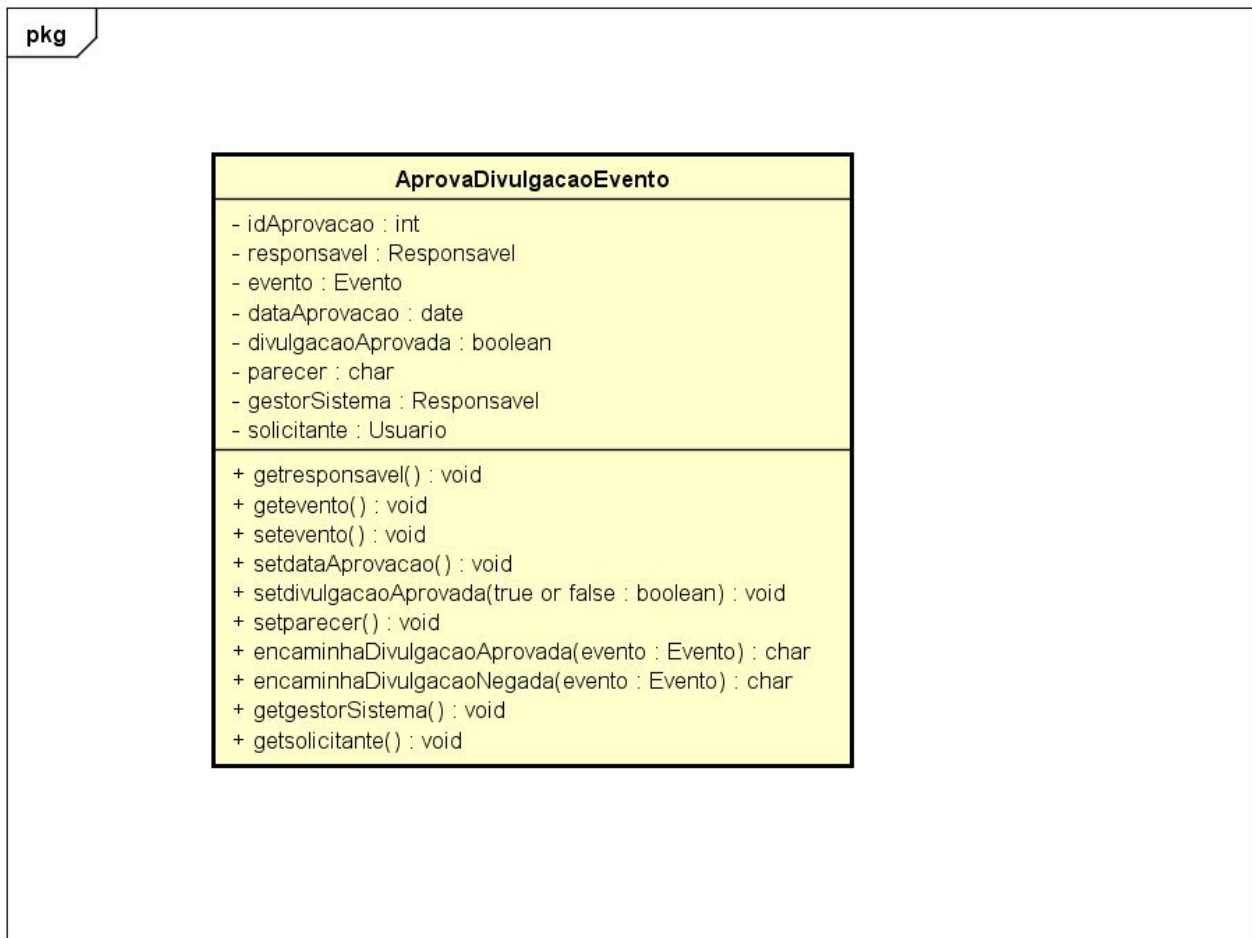 pkg
AprovaDivulgacaoEvento
- idAprovacao : int
- responsavel : Responsavel
- evento : Evento
- dataAprovacao : date
- divulgacaoAprovada : boolean
- parecer : char
- gestorSistema : Responsavel
- solicitante : Usuario
+ getresponsavel() : void
+ getevento() : void
+ setevento() : void
+ setdataAprovacao() : void
+ setdivulgacaoAprovada(true or false : boolean) : void
+ setparecer() : void
+ encaminhaDivulgacaoAprovada(evento : Evento) : char
+ encaminhaDivulgacaoNegada(evento : Evento) : char
+ getgestorSistema() : void
+ getsolicitante() : void